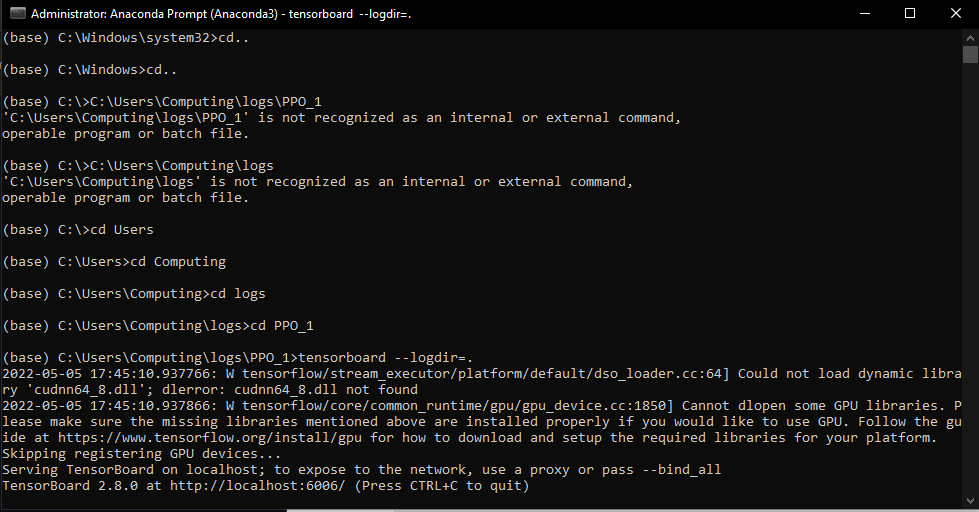 Administrator: Anaconda Prompt (Anaconda3) - tensorboard  --logdir=.
(base) C:\Windows\system32>cd..
(base) C:\Windows>cd..
(base) C:\>C:\Users\Computing\logs\PPO_1
'C:\Users\Computing\logs\PPO_1' is not recognized as an internal or external command,
operable program or batch file.
(base) C:\>C:\Users\Computing\logs
'C:\Users\Computing\logs' is not recognized as an internal or external command,
operable program or batch file.
(base) C:\>cd Users
(base) C:\Users>cd Computing
(base) C:\Users\Computing>cd logs
(base) C:\Users\Computing\logs>cd PPO_1
(base) C:\Users\Computing\logs\PPO_1>tensorboard --logdir=.
2022-05-05 17:45:10.937766: W tensorflow/stream_executor/platform/default/dso_loader.cc:64] Could not load dynamic libra
ry 'cudnn64_8.dll'; dlerror: cudnn64_8.dll not found
2022-05-05 17:45:10.937866: W tensorflow/core/common_runtime/gpu/gpu_device.cc:1850] Cannot dlopen some GPU libraries. P
lease make sure the missing libraries mentioned above are installed properly if you would like to use GPU. Follow the gu
ide at https://www.tensorflow.org/install/gpu for how to download and setup the required libraries for your platform.
Skipping registering GPU devices...
Serving TensorBoard on localhost; to expose to the network, use a proxy or pass --bind_all
TensorBoard 2.8.0 at http://localhost:6006/ (Press CTRL+C to quit)